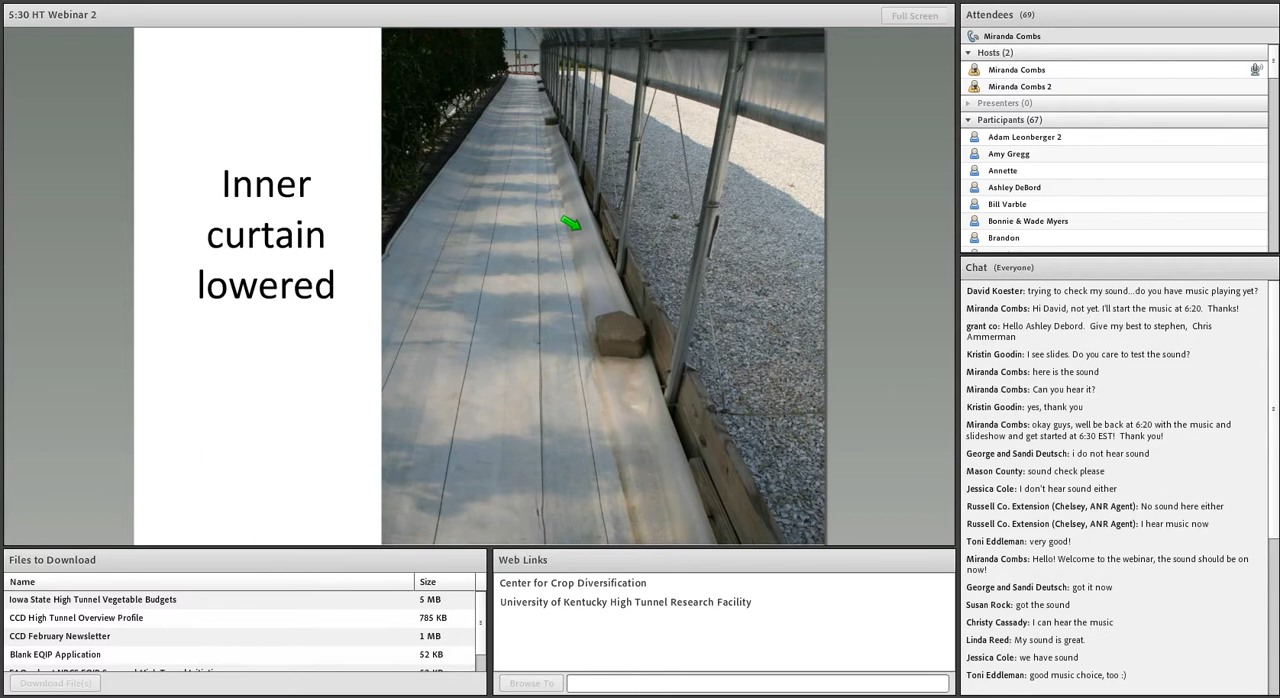 5:30 HT Webinar 2
Full Screen
Inner
curtain
lowered
Files to Download
Name Size
Iowa State High Tunnel Vegetable Budgets 5 MB
CCD High Tunnel Overview Profile 785 KB
CCD February Newsletter 1 MB
Blank EQIP Application 52 KB
Download File(s)
Web Links
Center for Crop Diversification
University of Kentucky High Tunnel Research Facility
Browse To
Attendees (69)
Miranda Combs
Hosts (2)
Miranda Combs
Miranda Combs 2
Presenters (0)
Participants (67)
Adam Leonberger 2
Amy Gregg
Annette
Ashley DeBord
Bill Varble
Bonnie & Wade Myers
Brandon
Chat (Everyone)
David Koester: trying to check my sound...do you have music playing yet?
Miranda Combs: Hi David, not yet. I'll start the music at 6:20. Thanks!
grant co: Hello Ashley Debord. Give my best to stephen, Chris
Ammerman
Kristin Goodin: I see slides. Do you care to test the sound?
Miranda Combs: here is the sound
Miranda Combs: Can you hear it?
Kristin Goodin: yes, thank you
Miranda Combs: okay guys, well be back at 6:20 with the music and
slideshow and get started at 6:30 EST! Thank you!
George and Sandi Deutsch: i do not hear sound
Mason County: sound check please
Jessica Cole: I don't hear sound either
Russell Co. Extension (Chelsey, ANR Agent): No sound here either
Russell Co. Extension (Chelsey, ANR Agent): I hear music now
Toni Eddleman: very good!
Miranda Combs: Hello! Welcome to the webinar, the sound should be on
now!
George and Sandi Deutsch: got it now
Susan Rock: got the sound
Christy Cassady: I can hear the music
Linda Reed: My sound is great.
Jessica Cole: we have sound
Toni Eddleman: good music choice, too :)